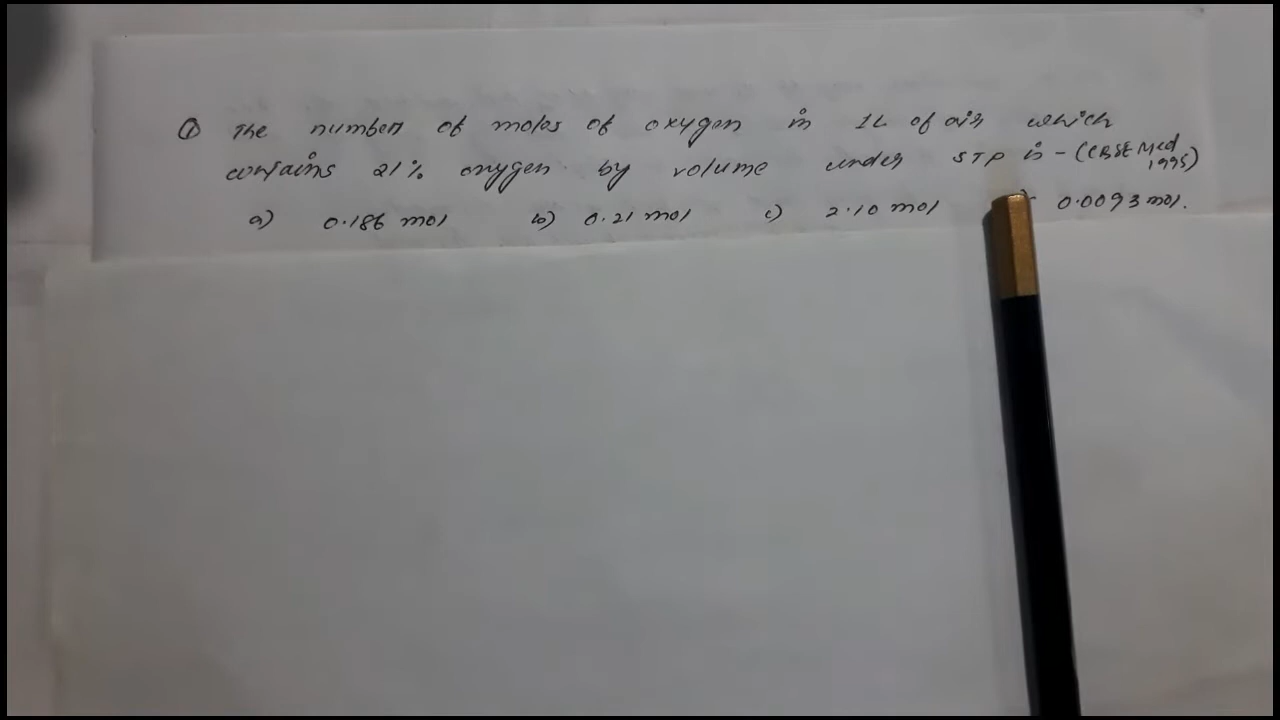 ① The number of moles of oxygen in 1L of air which
contains 21% oxygen by volume under STP is - (CBSE Med 1995)
a) 0.186 mol b) 0.21 mol c) 2.10 mol 0.0093 mol.